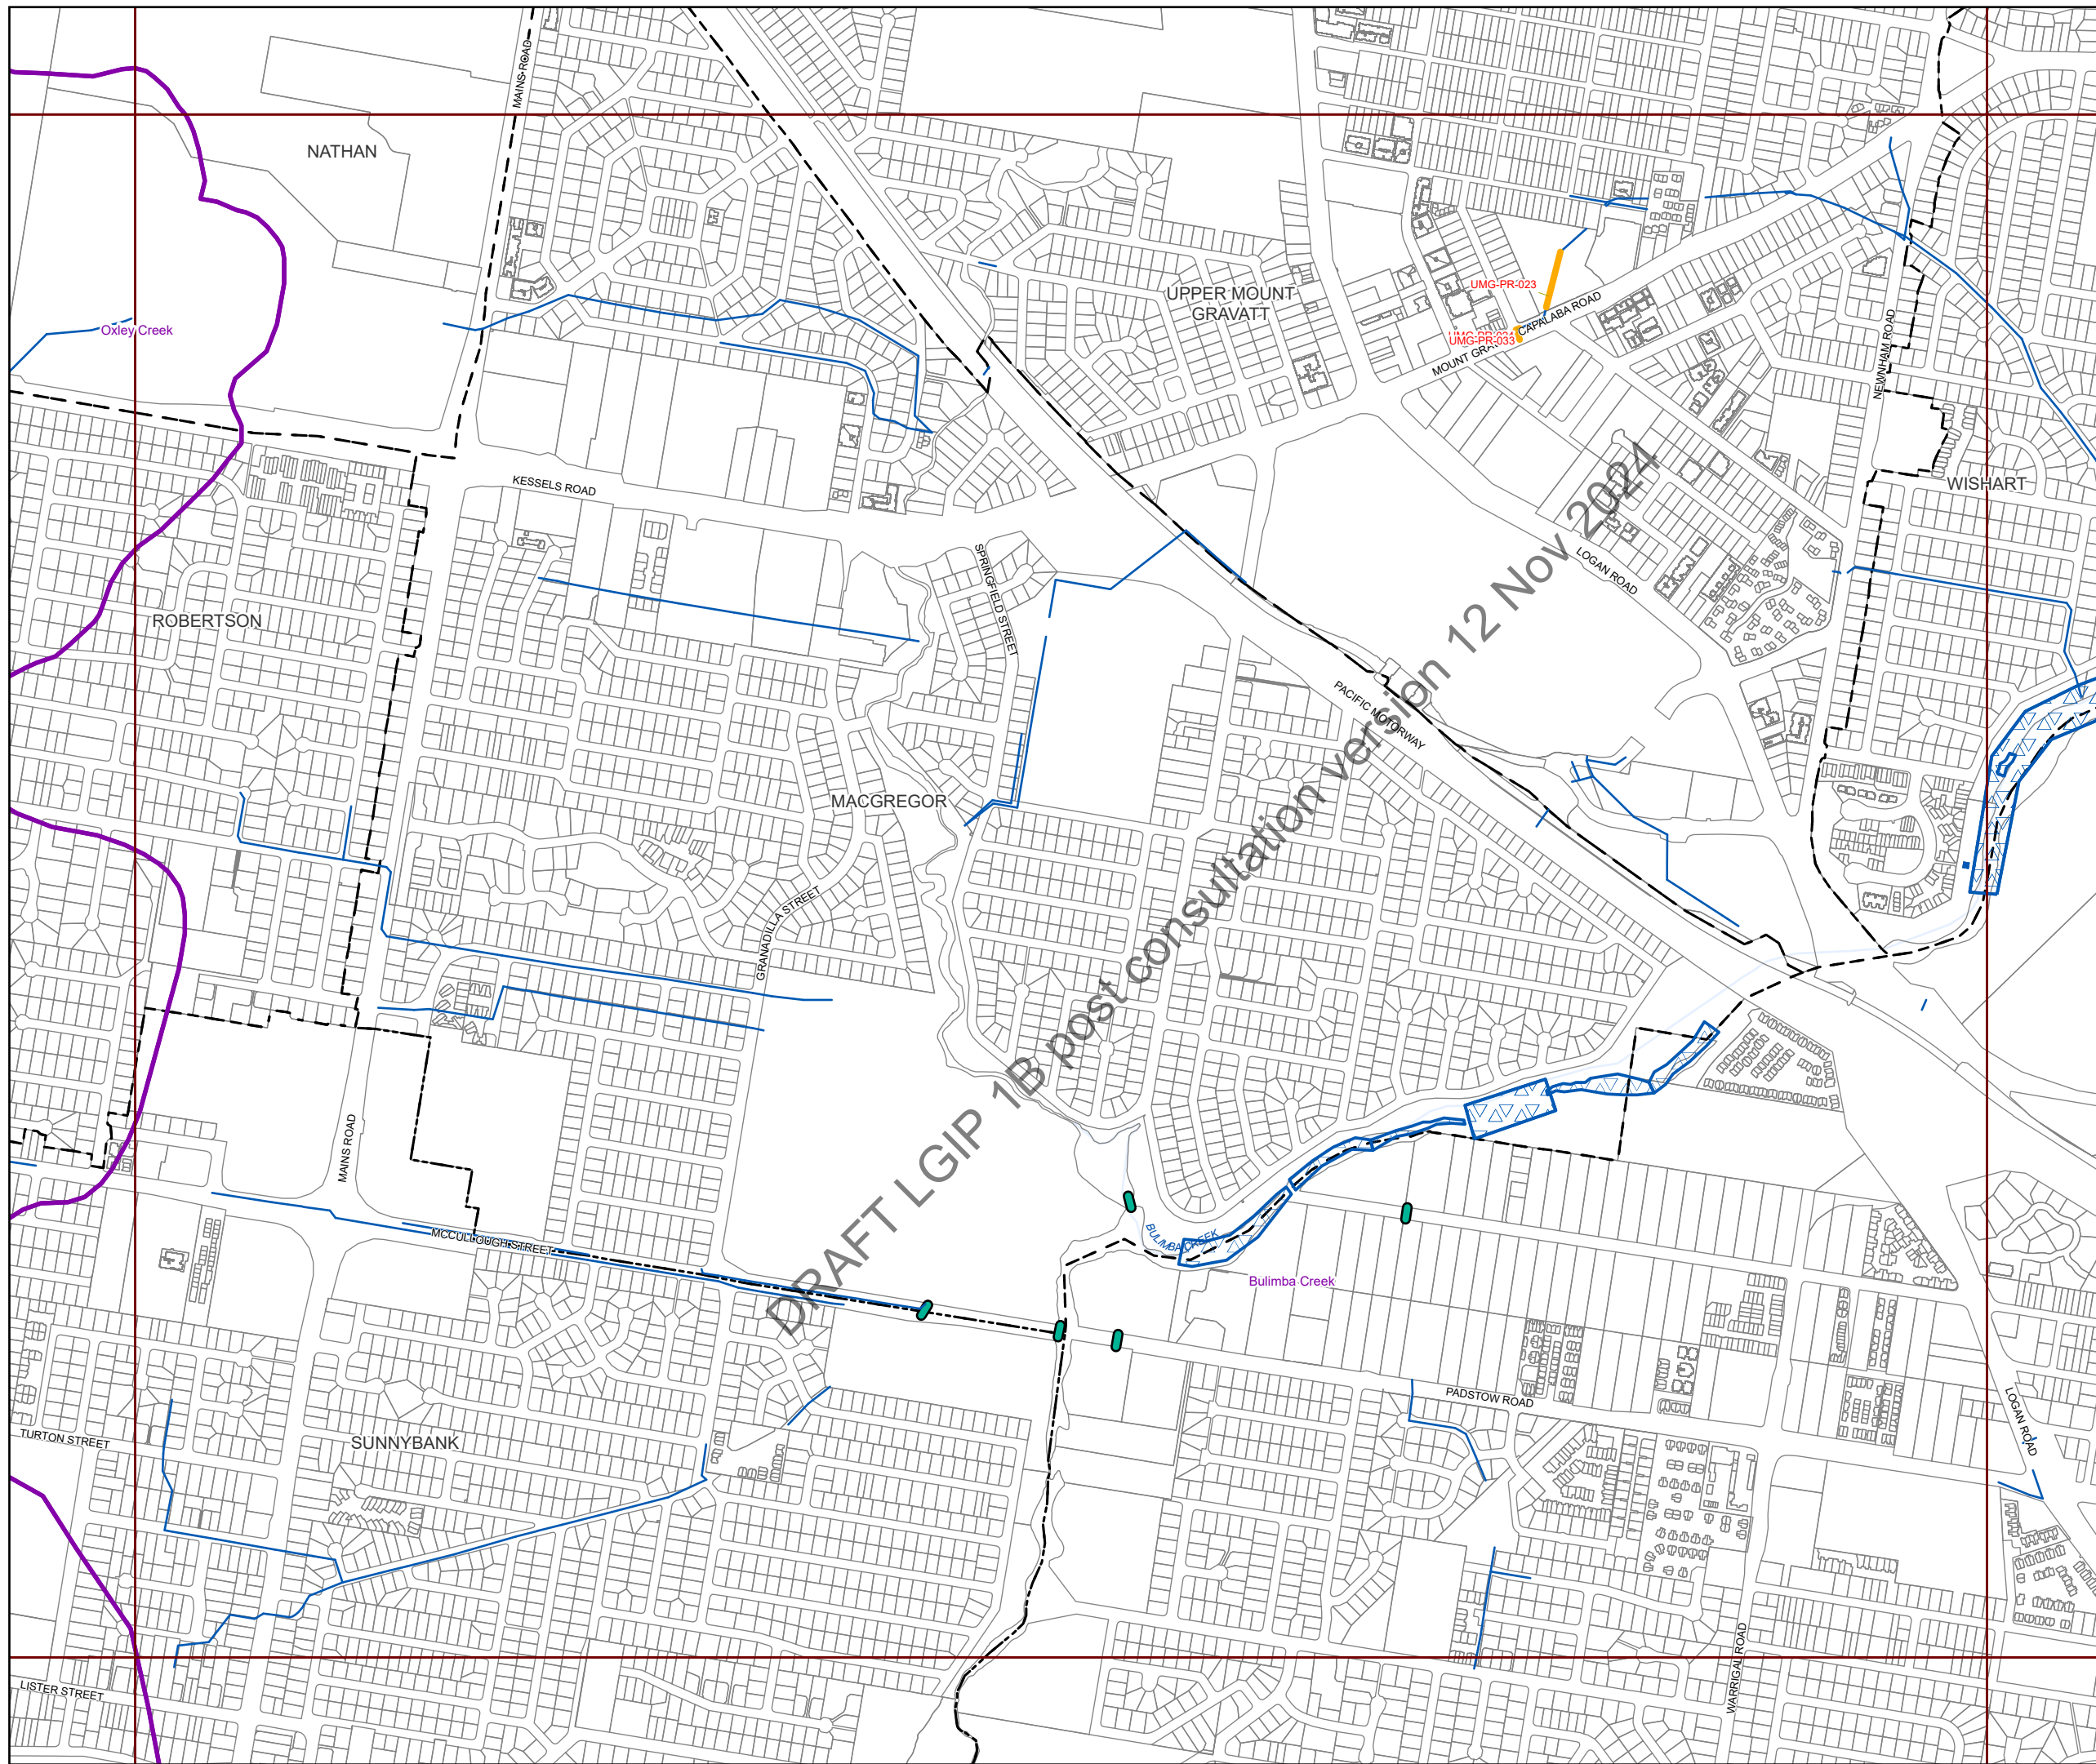 MAINS ROAD
NATHAN
UPPER MOUNT
GRAVATT
UMG-PR-023
Oxley Creek
CAPALABA ROAD
UMG-PR-033
NEWNHAM ROAD
KESSELS ROAD
WISHART
SPRINGFIELD STREET
LOGAN ROAD
ROBERTSON
PACIFIC MOTORWAY
MACGREGOR
GRANADILLA STREET
DRAFT LGIP 1B post consultation version 12 Nov 2024
MAINS ROAD
MCCULLOUGH STREET
BULIMBA CREEK
Bulimba Creek
PADSTOW ROAD
LOGAN ROAD
TURTON STREET
SUNNYBANK
WARRIGAL ROAD
LISTER STREET